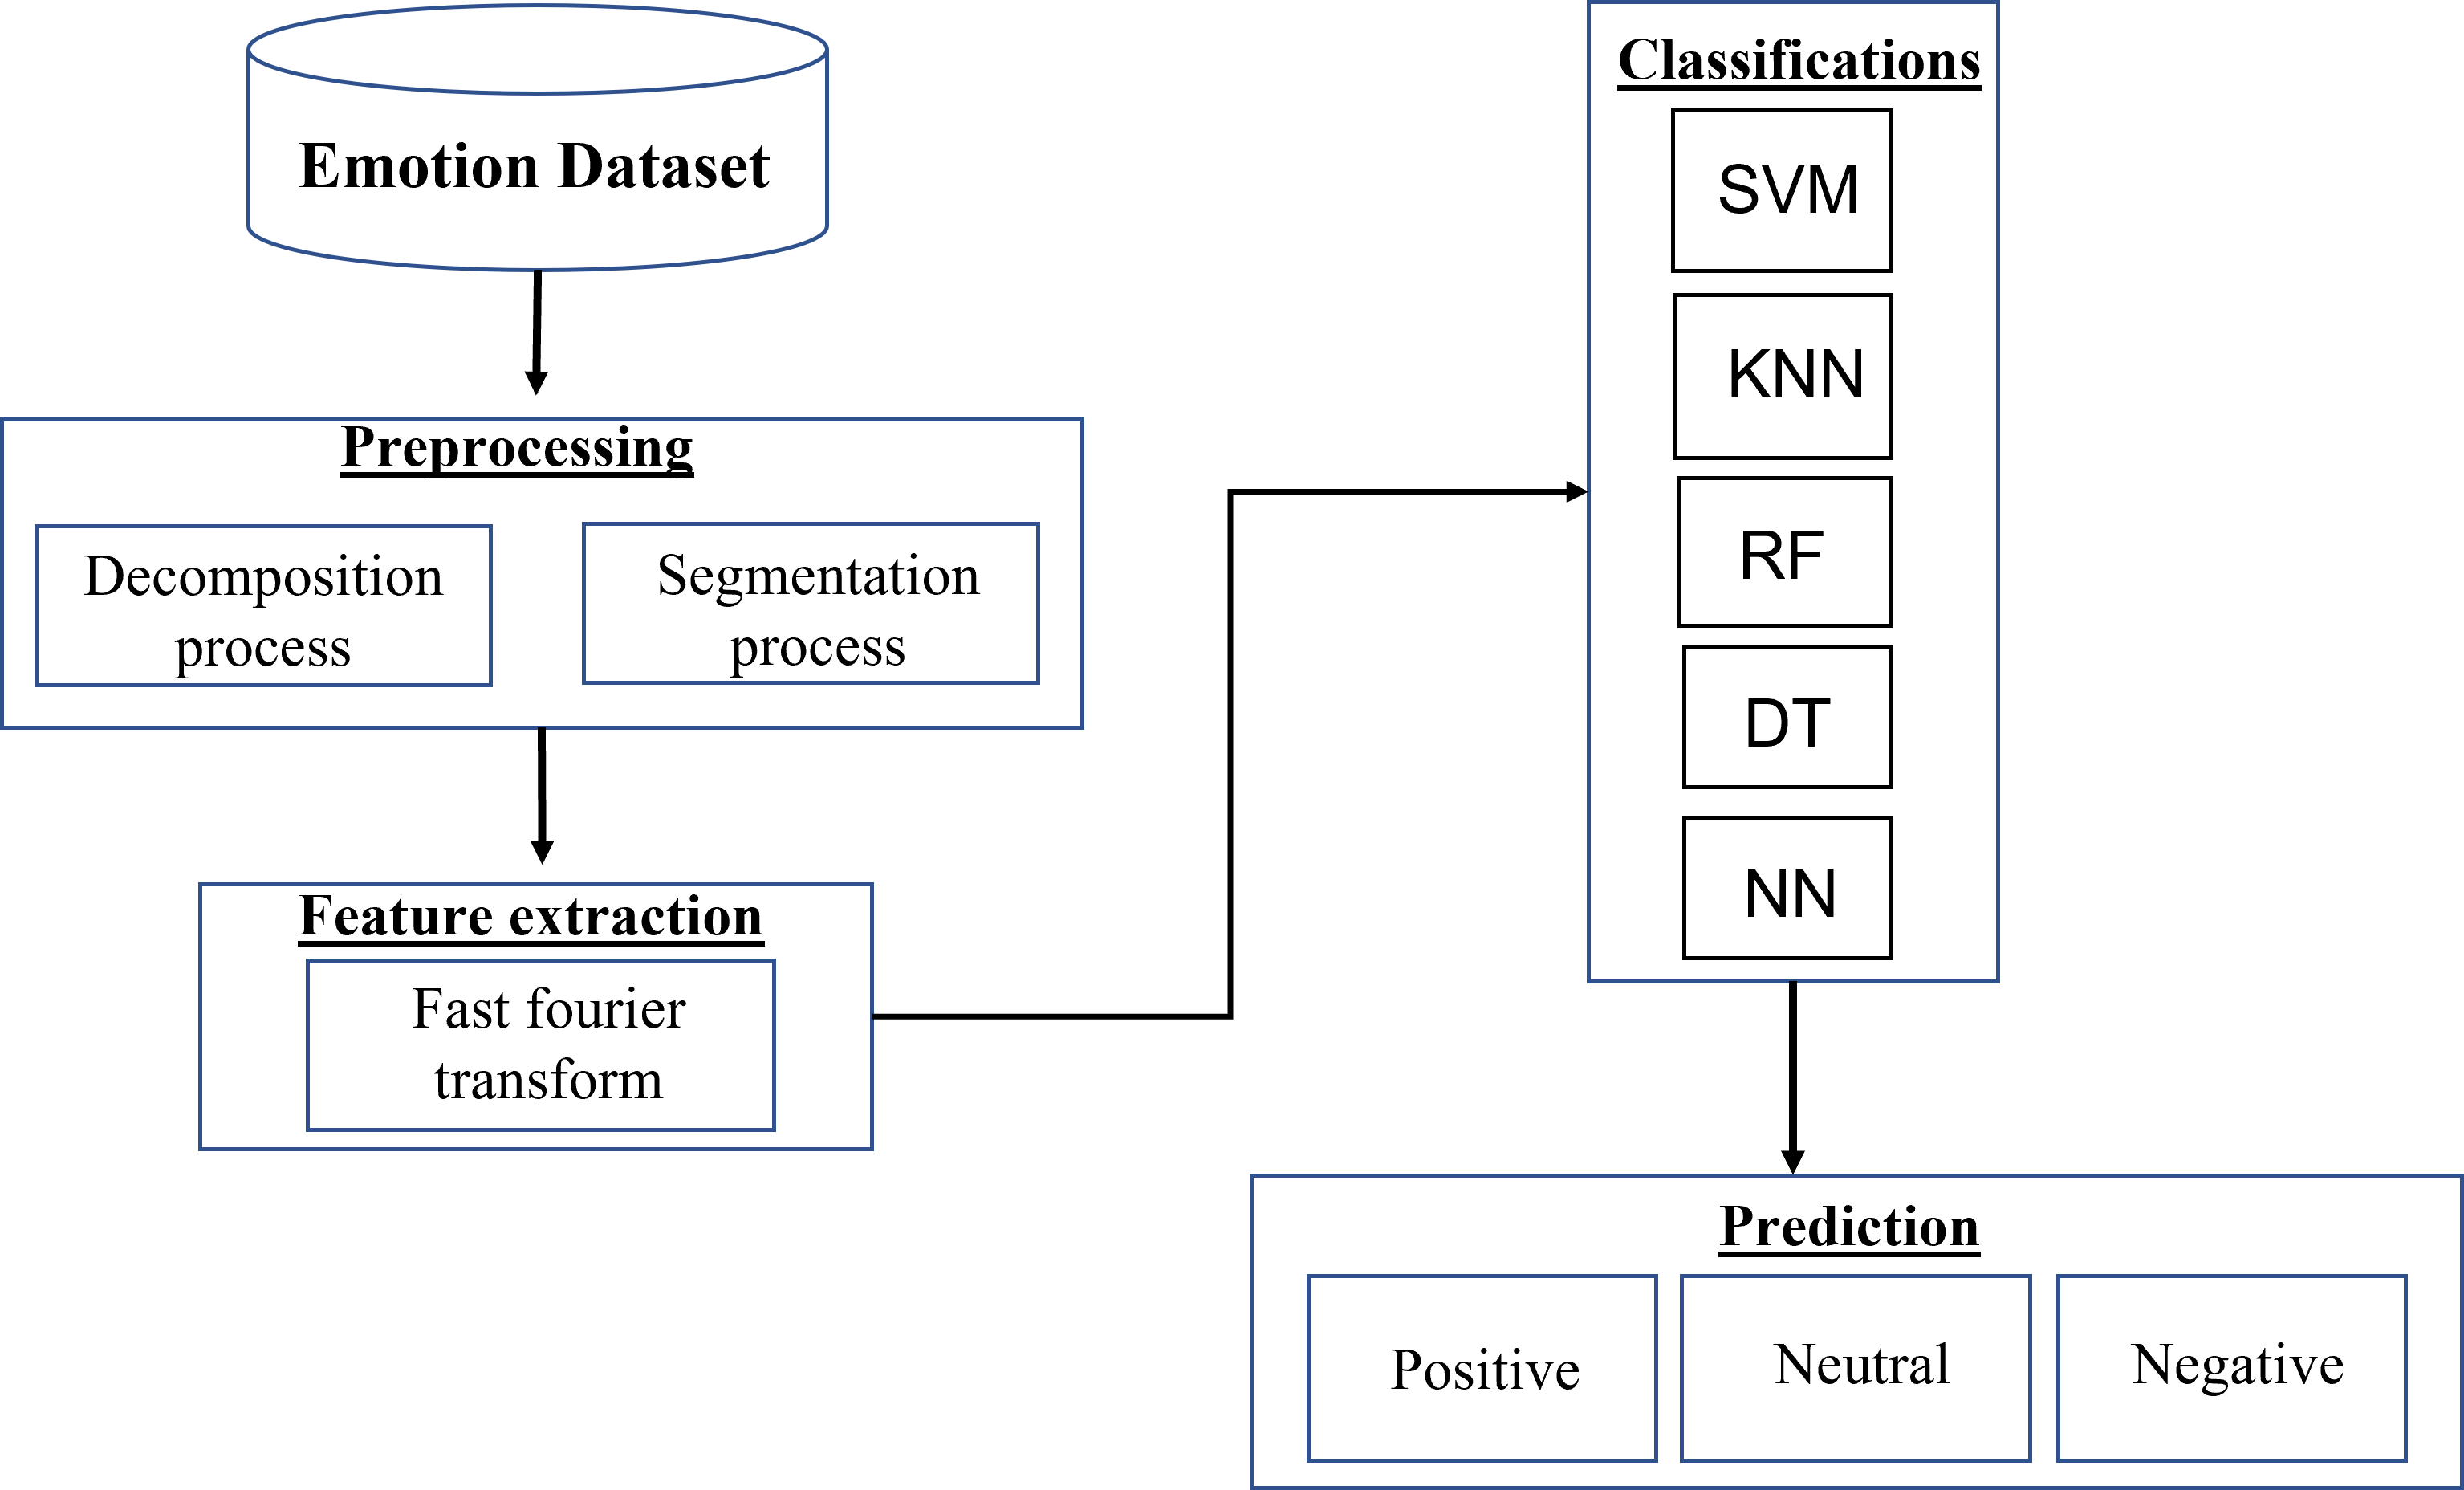 Emotion Dataset
Preprocessing
Decomposition
process
Segmentation
process
Feature extraction
Fast fourier
transform
Classifications
SVM
KNN
RF
DT
NN
Prediction
Positive
Neutral
Negative